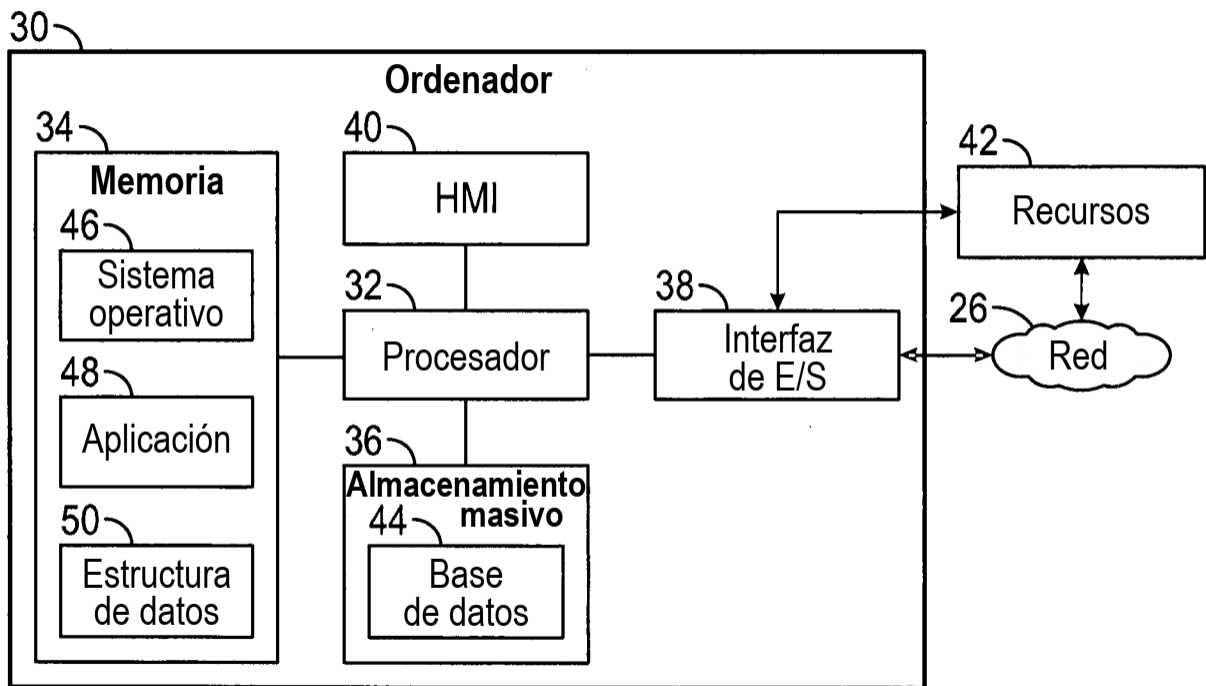 30
Ordenador
34
Memoria
46
Sistema
operativo
48
Aplicación
50
Estructura
de datos
40
HMI
32
Procesador
36
Almacenamiento
masivo
44
Base
de datos
38
Interfaz
de E/S
42
Recursos
26
Red